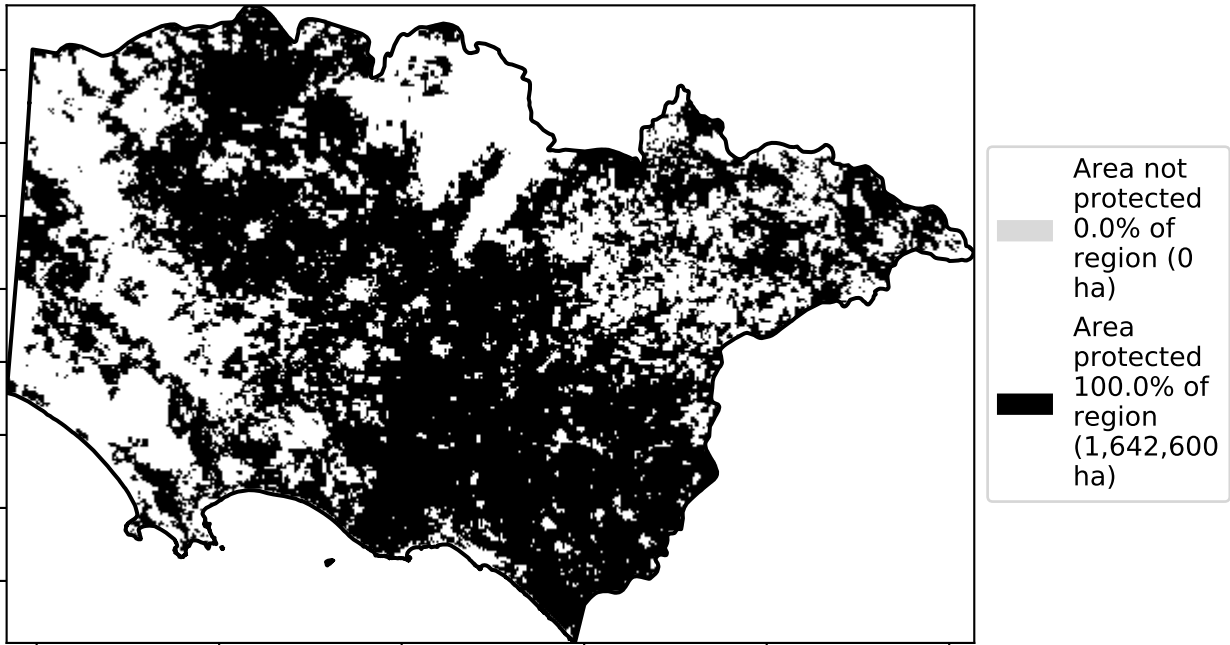 Area not
protected
0.0% of
region (0
ha)
Area
protected
100.0% of
region
(1,642,600
ha)